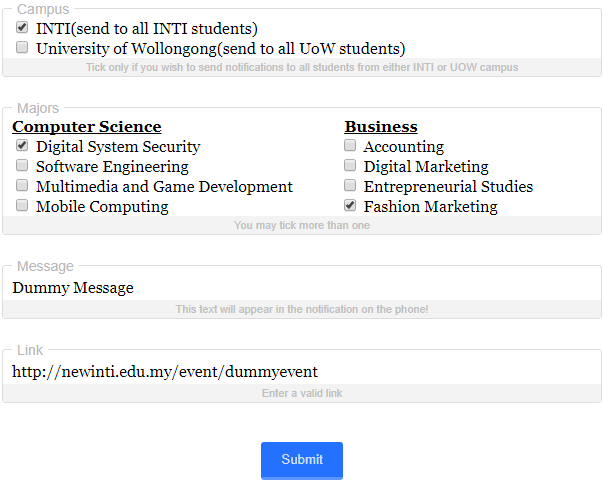 Campus
INTI(send to all INTI students)
University of Wollongong(send to all UoW students)
Tick only if you wish to send notifications to all students from either INTI or UOW campus
Majors
Computer Science Business
Digital System Security Accounting
Software Engineering Digital Marketing
Multimedia and Game Development Entrepreneurial Studies
Mobile Computing Fashion Marketing
You may tick more than one
Message
Dummy Message
This text will appear in the notification on the phone!
Link
http://newinti.edu.my/event/dummyevent
Enter a valid link
Submit